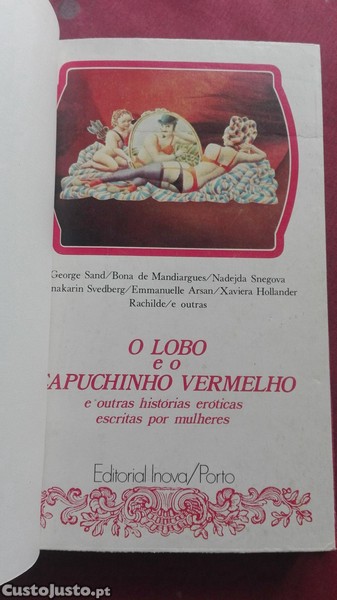 George Sand/Bona de Mandiargues/Nadejda Snegova
nakarin Svedberg/Emmanuelle Arsan/Xaviera Hollander
Rachilde/e outras
O LOBO
e o
CAPUCHINHO VERMELHO
e outras histórias eróticas
escritas por mulheres
Editorial Inova/Porto
CustoJusto.pt